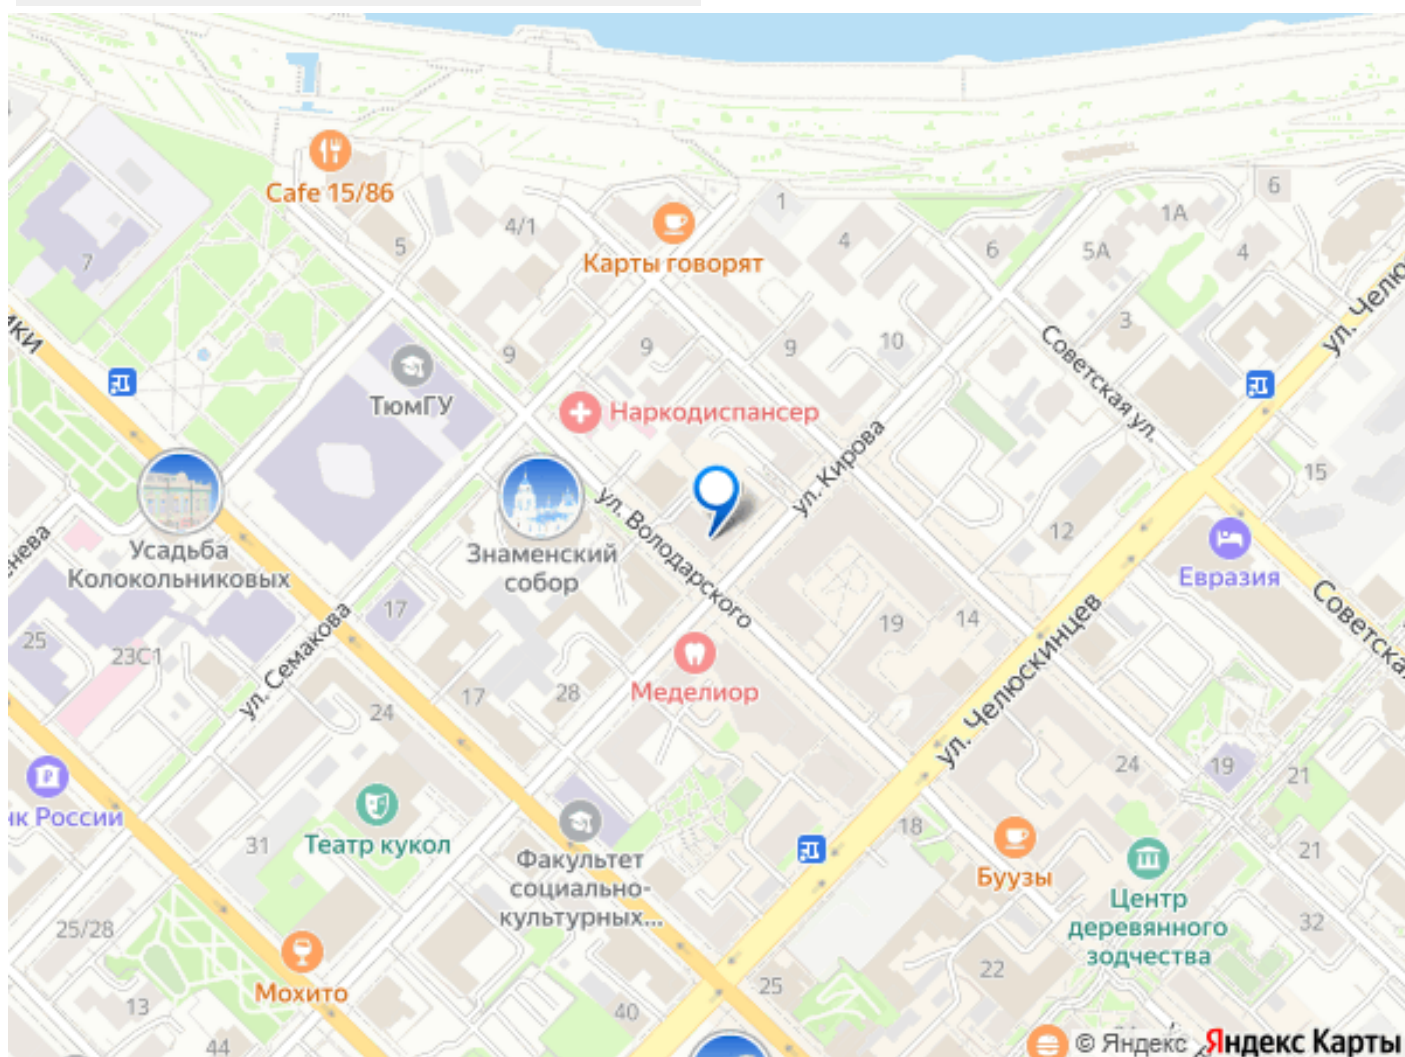 6
1
1А
Cafe 15/86
4/1
4
5
Карты говорят
6
5А
4
7
ул. Челю
3
9
9
9
10
Советская ул.
ТюмГУ
Наркодиспансер
ул. Кирова
15
ул. Володарского
12
Усадьба
Колокольниковых
Знаменский
собор
Евразия
17
19
14
ул. Челюскинцев
Советская
25
23С1
ул. Семакова
17
28
Меделиор
24
24
19
21
нк России
31
Театр кукол
Факультет
социально-
культурных...
18
Буузы
21
Центр
деревянного
зодчества
25/28
32
Мохито
22
25
13
40
44
© Яндекс Яндекс Карты